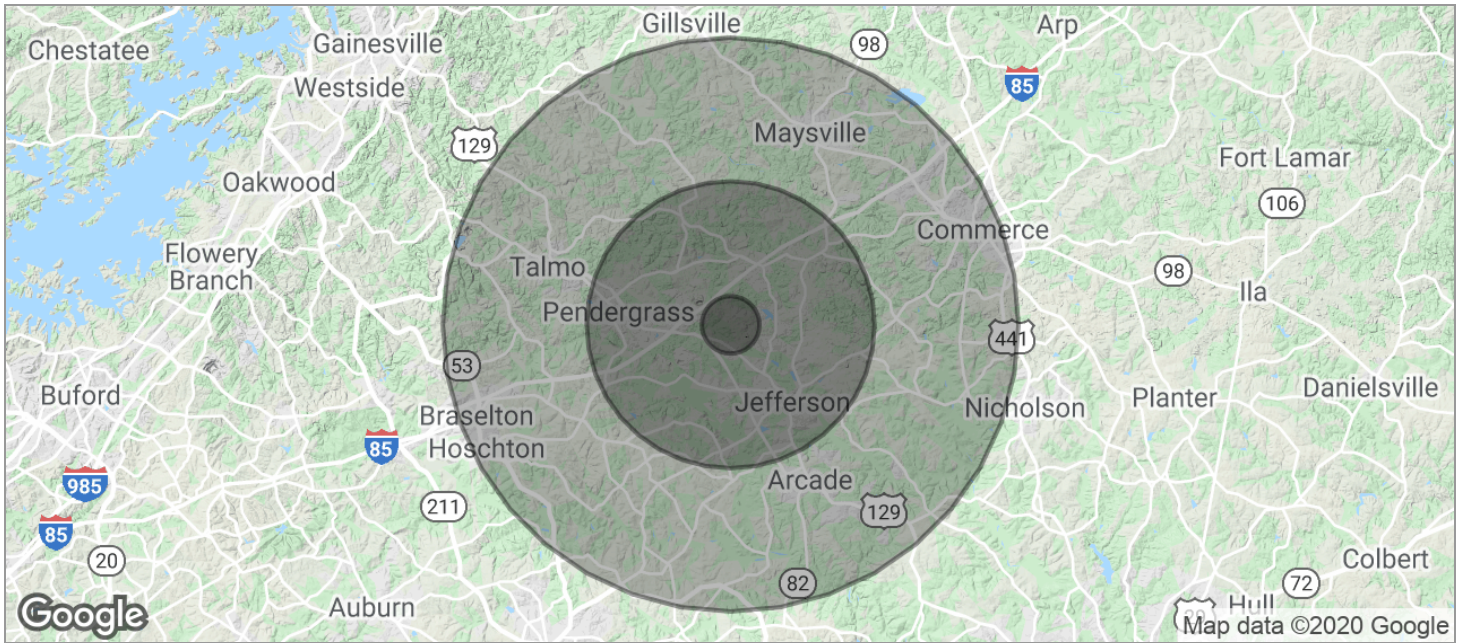 Gillsville
Arp
Chestatee
Gainesville
98
Westside
85
129
Maysville
Fort Lamar
Oakwood
106
Commerce
Flowery
Branch
Talmo
98
Ila
Pendergrass
441
53
Buford
Jefferson
Planter
Danielsville
Braselton
Nicholson
Hoschton
85
985
Arcade
211
129
85
20
Colbert
82
72
Auburn
Hull
Google
Map data ©2020 Google